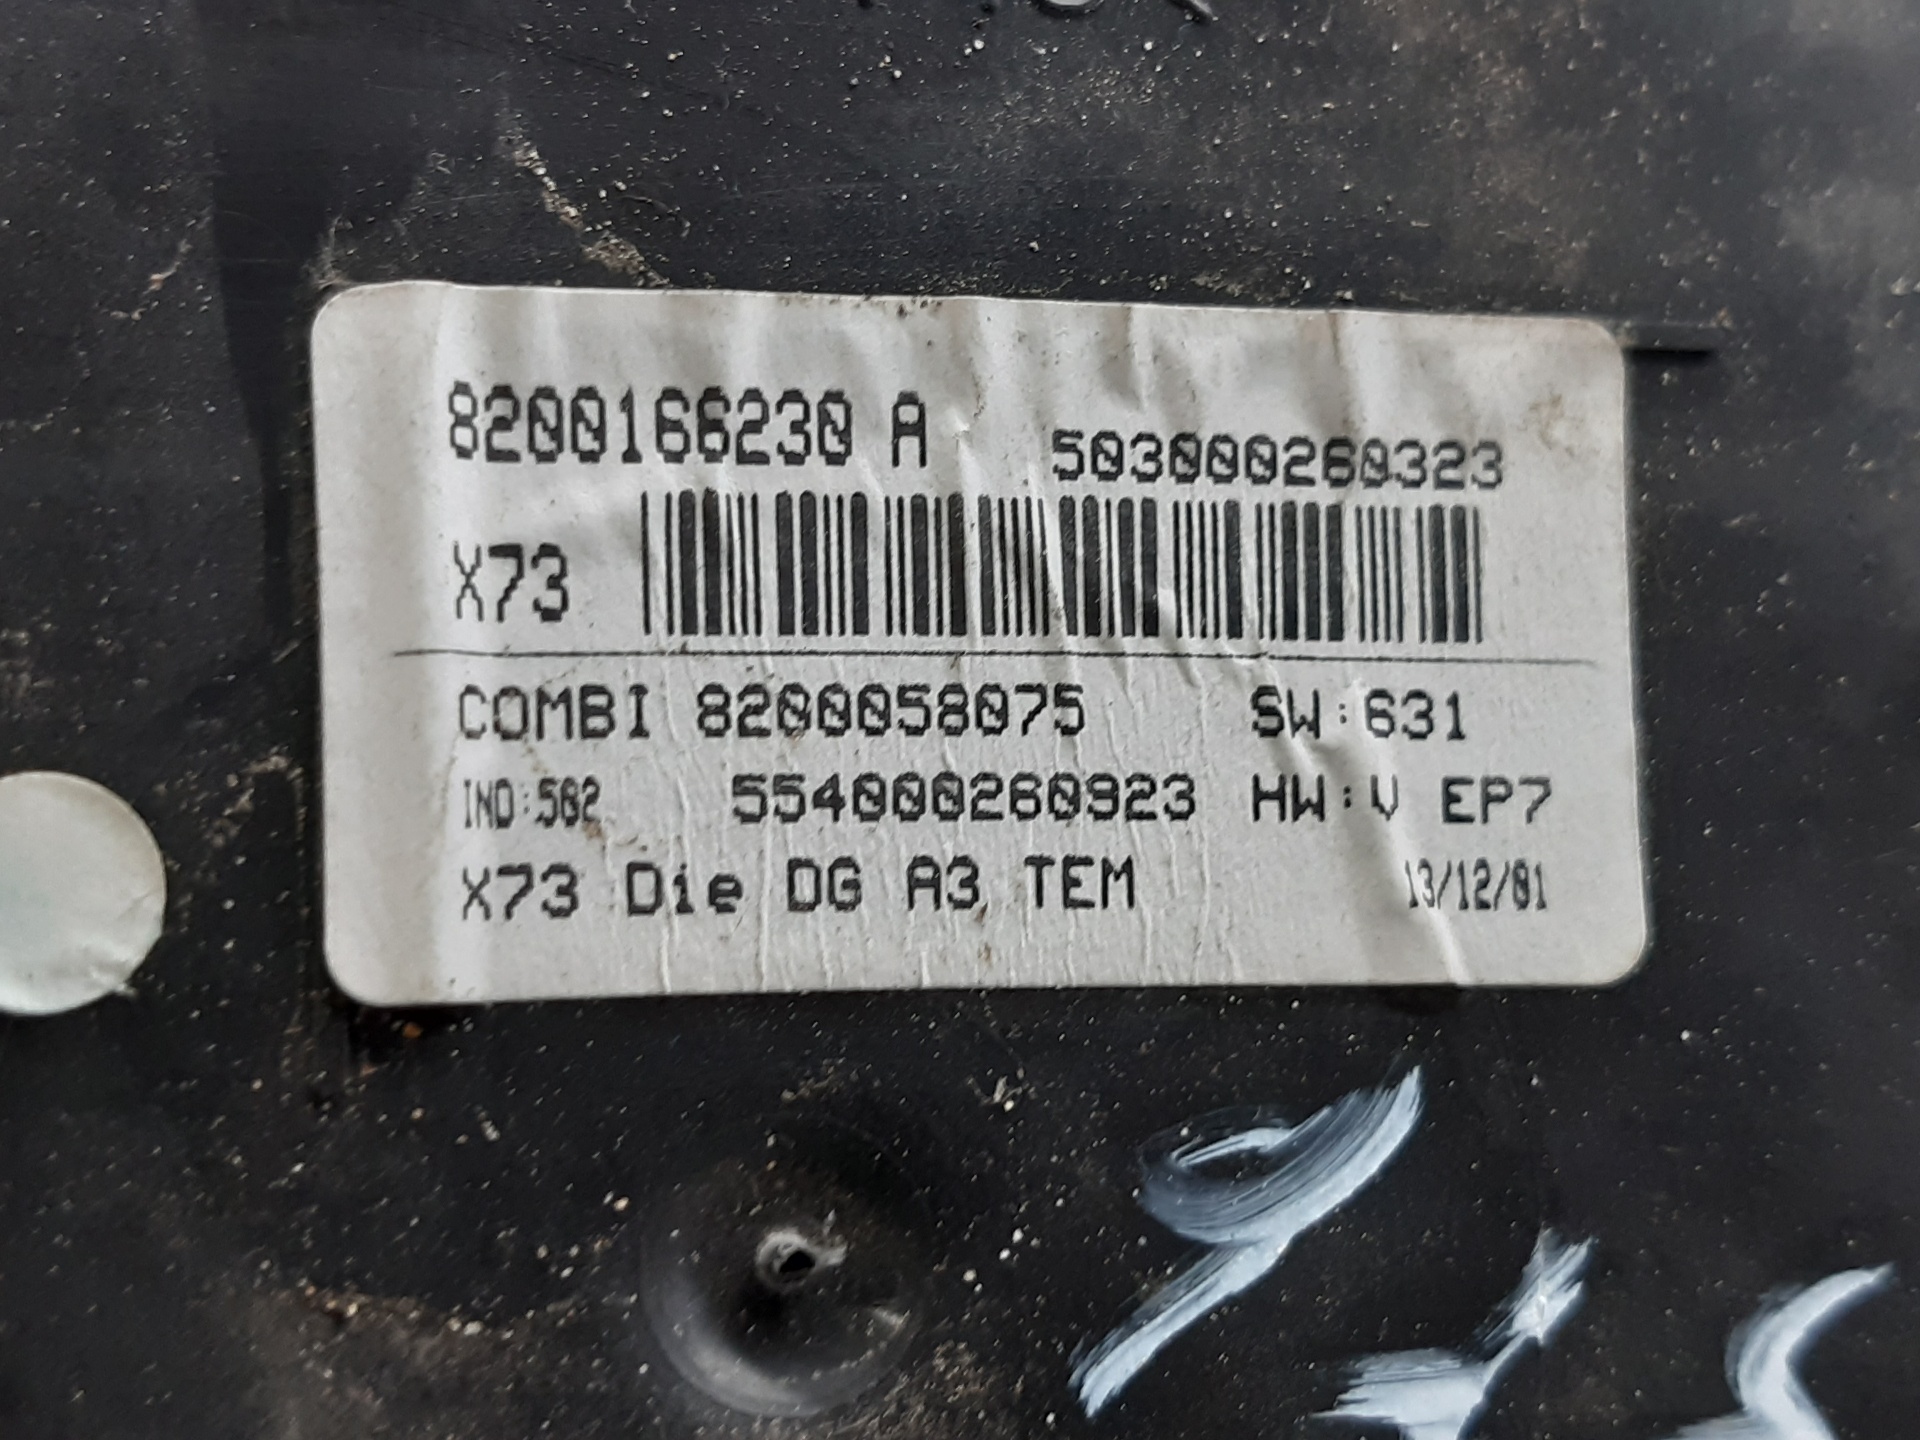 8200166230 A 503000260323
X73
COMBI 8200058075 SW:631
IND:502 554000260923 HW:V EP7
X73 Die DG A3 TEM 13/12/01